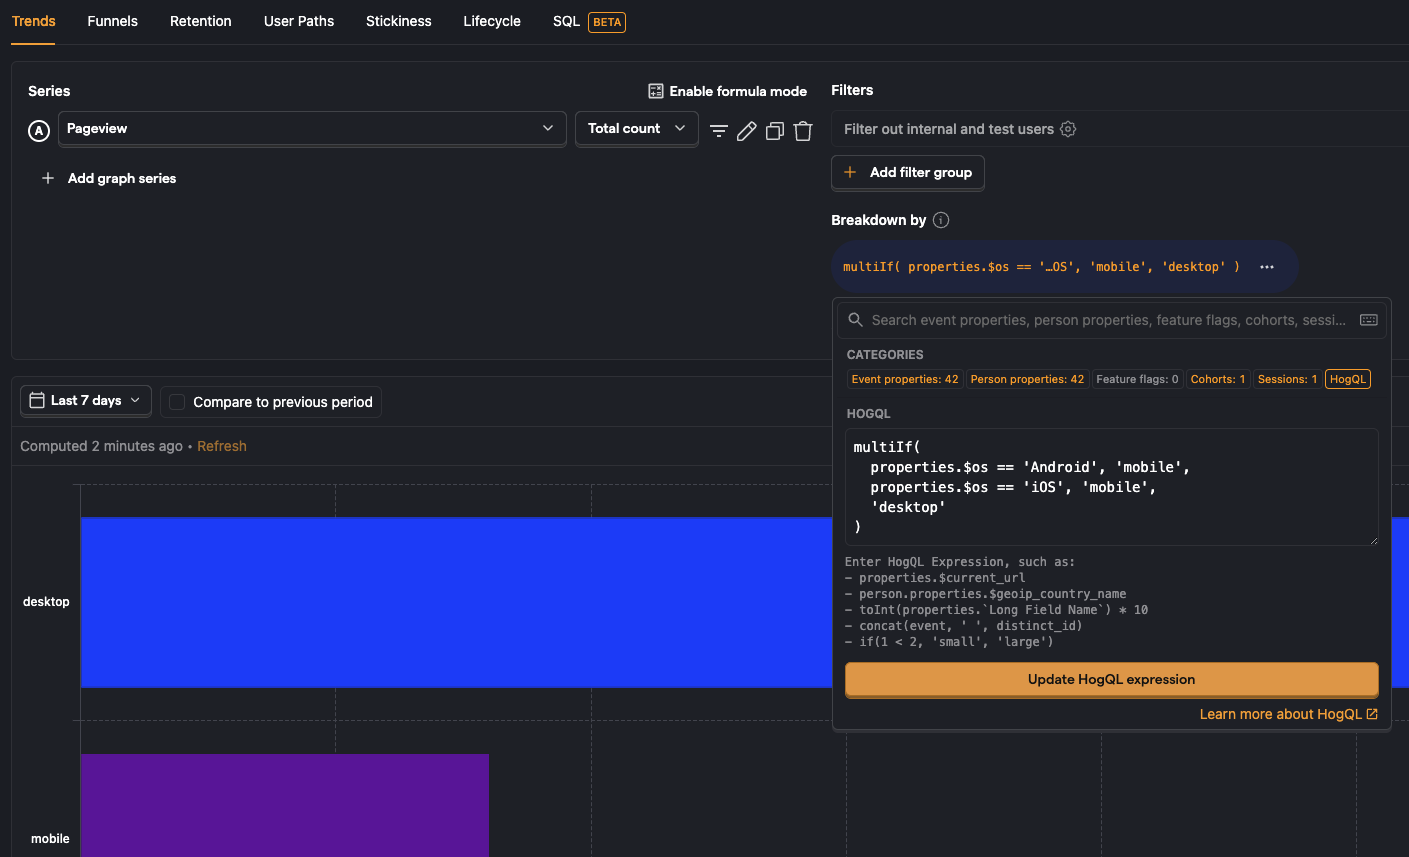 Trends Funnels Retention User Paths Stickiness Lifecycle SQL BETA
Series
Enable formula mode
A Pageview Total count
Add graph series
Filters
Filter out internal and test users
Add filter group
Breakdown by
multiIf( properties.$os == '…OS', 'mobile', 'desktop' ) ···
Search event properties, person properties, feature flags, cohorts, sessi...
CATEGORIES
Event properties: 42 Person properties: 42 Feature flags: 0 Cohorts: 1 Sessions: 1 HogQL
HOGQL
multiIf(
  properties.$os == 'Android', 'mobile',
  properties.$os == 'iOS', 'mobile',
  'desktop'
)
Enter HogQL Expression, such as:
- properties.$current_url
- person.properties.$geoip_country_name
- toInt(properties.`Long Field Name`) * 10
- concat(event, ' ', distinct_id)
- if(1 < 2, 'small', 'large')
Update HogQL expression
Learn more about HogQL
Last 7 days Compare to previous period
Computed 2 minutes ago • Refresh
desktop
mobile